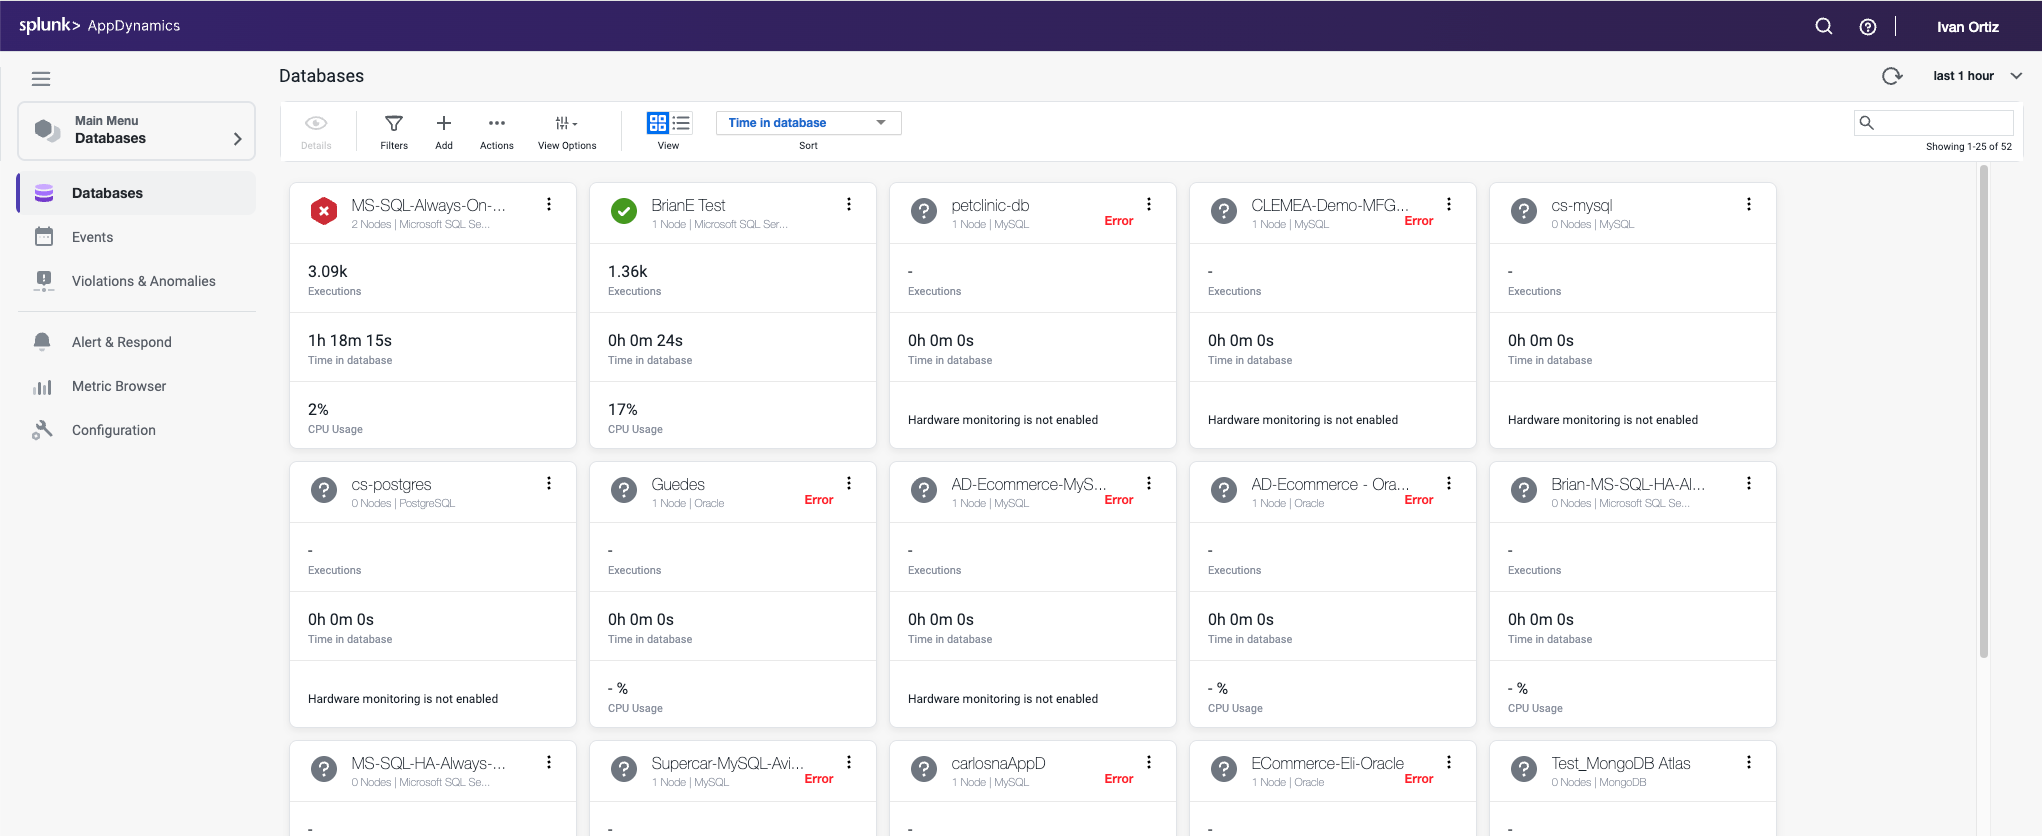 splunk> AppDynamics
Ivan Ortiz
Databases
last 1 hour
Main Menu
Databases
Details
Filters
Add
Actions
View Options
View
Time in database
Sort
Showing 1-25 of 52
Databases
Events
Violations & Anomalies
Alert & Respond
Metric Browser
Configuration
MS-SQL-Always-On-...
2 Nodes | Microsoft SQL Se...
3.09k
Executions
1h 18m 15s
Time in database
2%
CPU Usage
BrianE Test
1 Node | Microsoft SQL Ser...
1.36k
Executions
0h 0m 24s
Time in database
17%
CPU Usage
petclinic-db
1 Node | MySQL
Error
-
Executions
0h 0m 0s
Time in database
Hardware monitoring is not enabled
CLEMEA-Demo-MFG...
1 Node | MySQL
Error
-
Executions
0h 0m 0s
Time in database
Hardware monitoring is not enabled
cs-mysql
0 Nodes | MySQL
-
Executions
0h 0m 0s
Time in database
Hardware monitoring is not enabled
cs-postgres
0 Nodes | PostgreSQL
-
Executions
0h 0m 0s
Time in database
Hardware monitoring is not enabled
Guedes
1 Node | Oracle
Error
-
Executions
0h 0m 0s
Time in database
- %
CPU Usage
AD-Ecommerce-MyS...
1 Node | MySQL
Error
-
Executions
0h 0m 0s
Time in database
Hardware monitoring is not enabled
AD-Ecommerce - Ora...
1 Node | Oracle
Error
-
Executions
0h 0m 0s
Time in database
- %
CPU Usage
Brian-MS-SQL-HA-Al...
0 Nodes | Microsoft SQL Se...
-
Executions
0h 0m 0s
Time in database
- %
CPU Usage
MS-SQL-HA-Always-...
0 Nodes | Microsoft SQL Se...
-
Supercar-MySQL-Avi...
1 Node | MySQL
Error
-
carlosnaAppD
1 Node | MySQL
Error
-
ECommerce-Eli-Oracle
1 Node | Oracle
Error
-
Test_MongoDB Atlas
0 Nodes | MongoDB
-